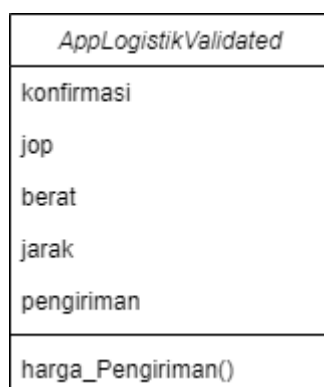 AppLogistikValidated
konfirmasi
jop
berat
jarak
pengiriman
harga_Pengiriman()